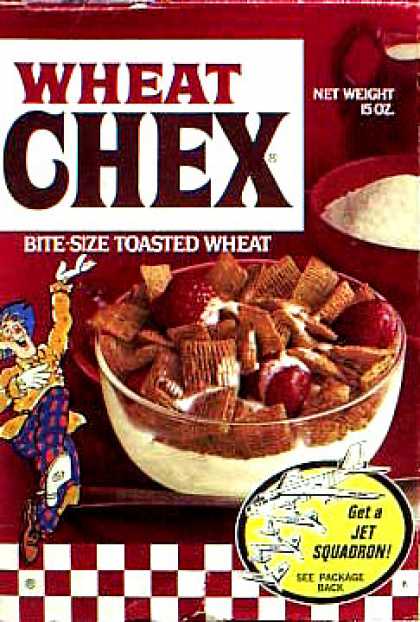 WHEAT
CHEX®
NET WEIGHT
15 OZ.
BITE-SIZE TOASTED WHEAT
Get a
JET
SQUADRON!
SEE PACKAGE
BACK